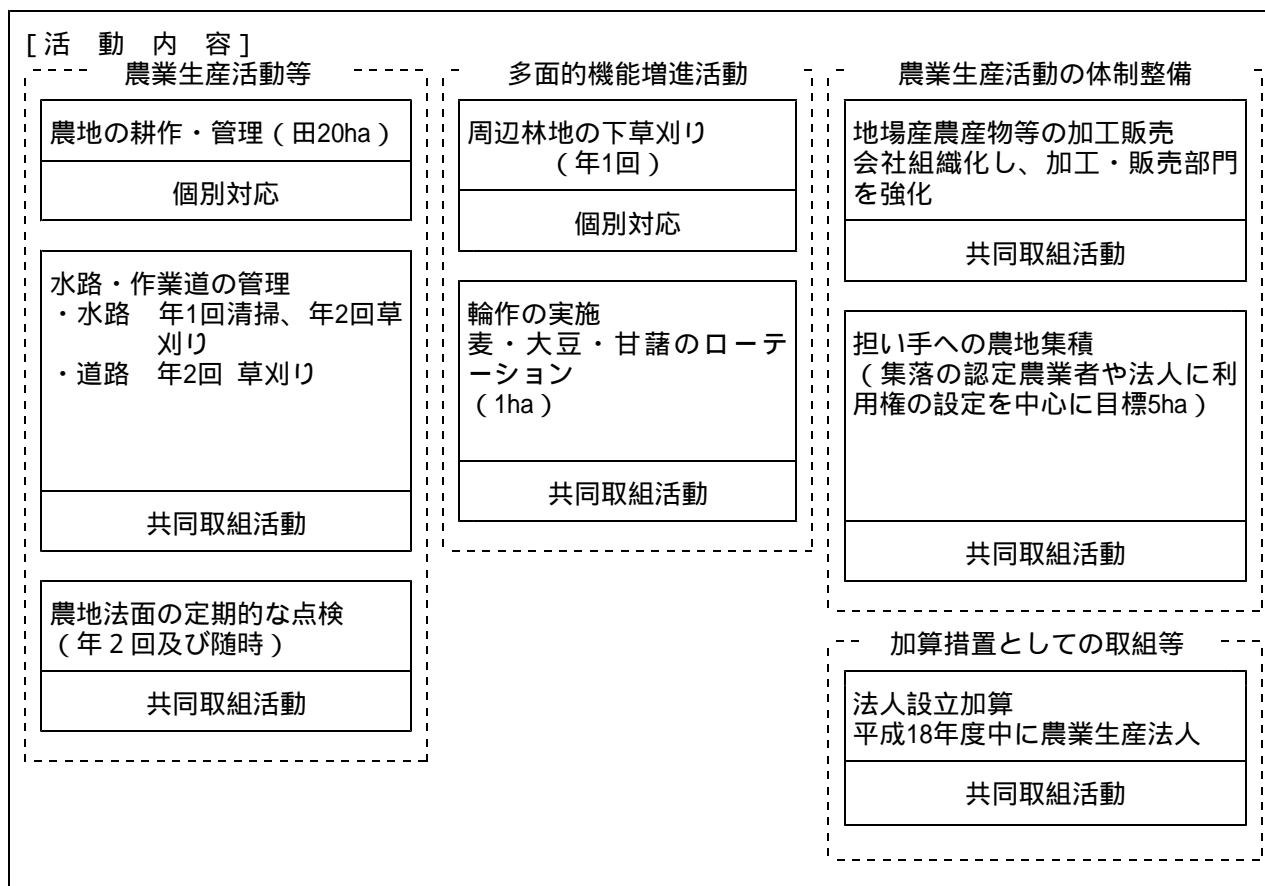 [活 動 内 容]
農業生産活動等
農地の耕作・管理(田20ha)
個別対応
水路・作業道の管理
・水路 年1回清掃、年2回草
刈り
・道路 年2回 草刈り
共同取組活動
農地法面の定期的な点検
(年2回及び随時)
共同取組活動
多面的機能増進活動
周辺林地の下草刈り
(年1回)
個別対応
輪作の実施
麦・大豆・甘藷のローテ
ーション
(1ha)
共同取組活動
農業生産活動の体制整備
地場産農産物等の加工販売
会社組織化し、加工・販売部門
を強化
共同取組活動
担い手への農地集積
(集落の認定農業者や法人に利
用権の設定を中心に目標5ha)
共同取組活動
加算措置としての取組等
法人設立加算
平成18年度中に農業生産法人
共同取組活動